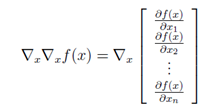 ∇ₓ∇ₓf(x) = ∇ₓ [ ∂f(x)/∂x₁
∂f(x)/∂x₂
⋮
∂f(x)/∂xₙ ]